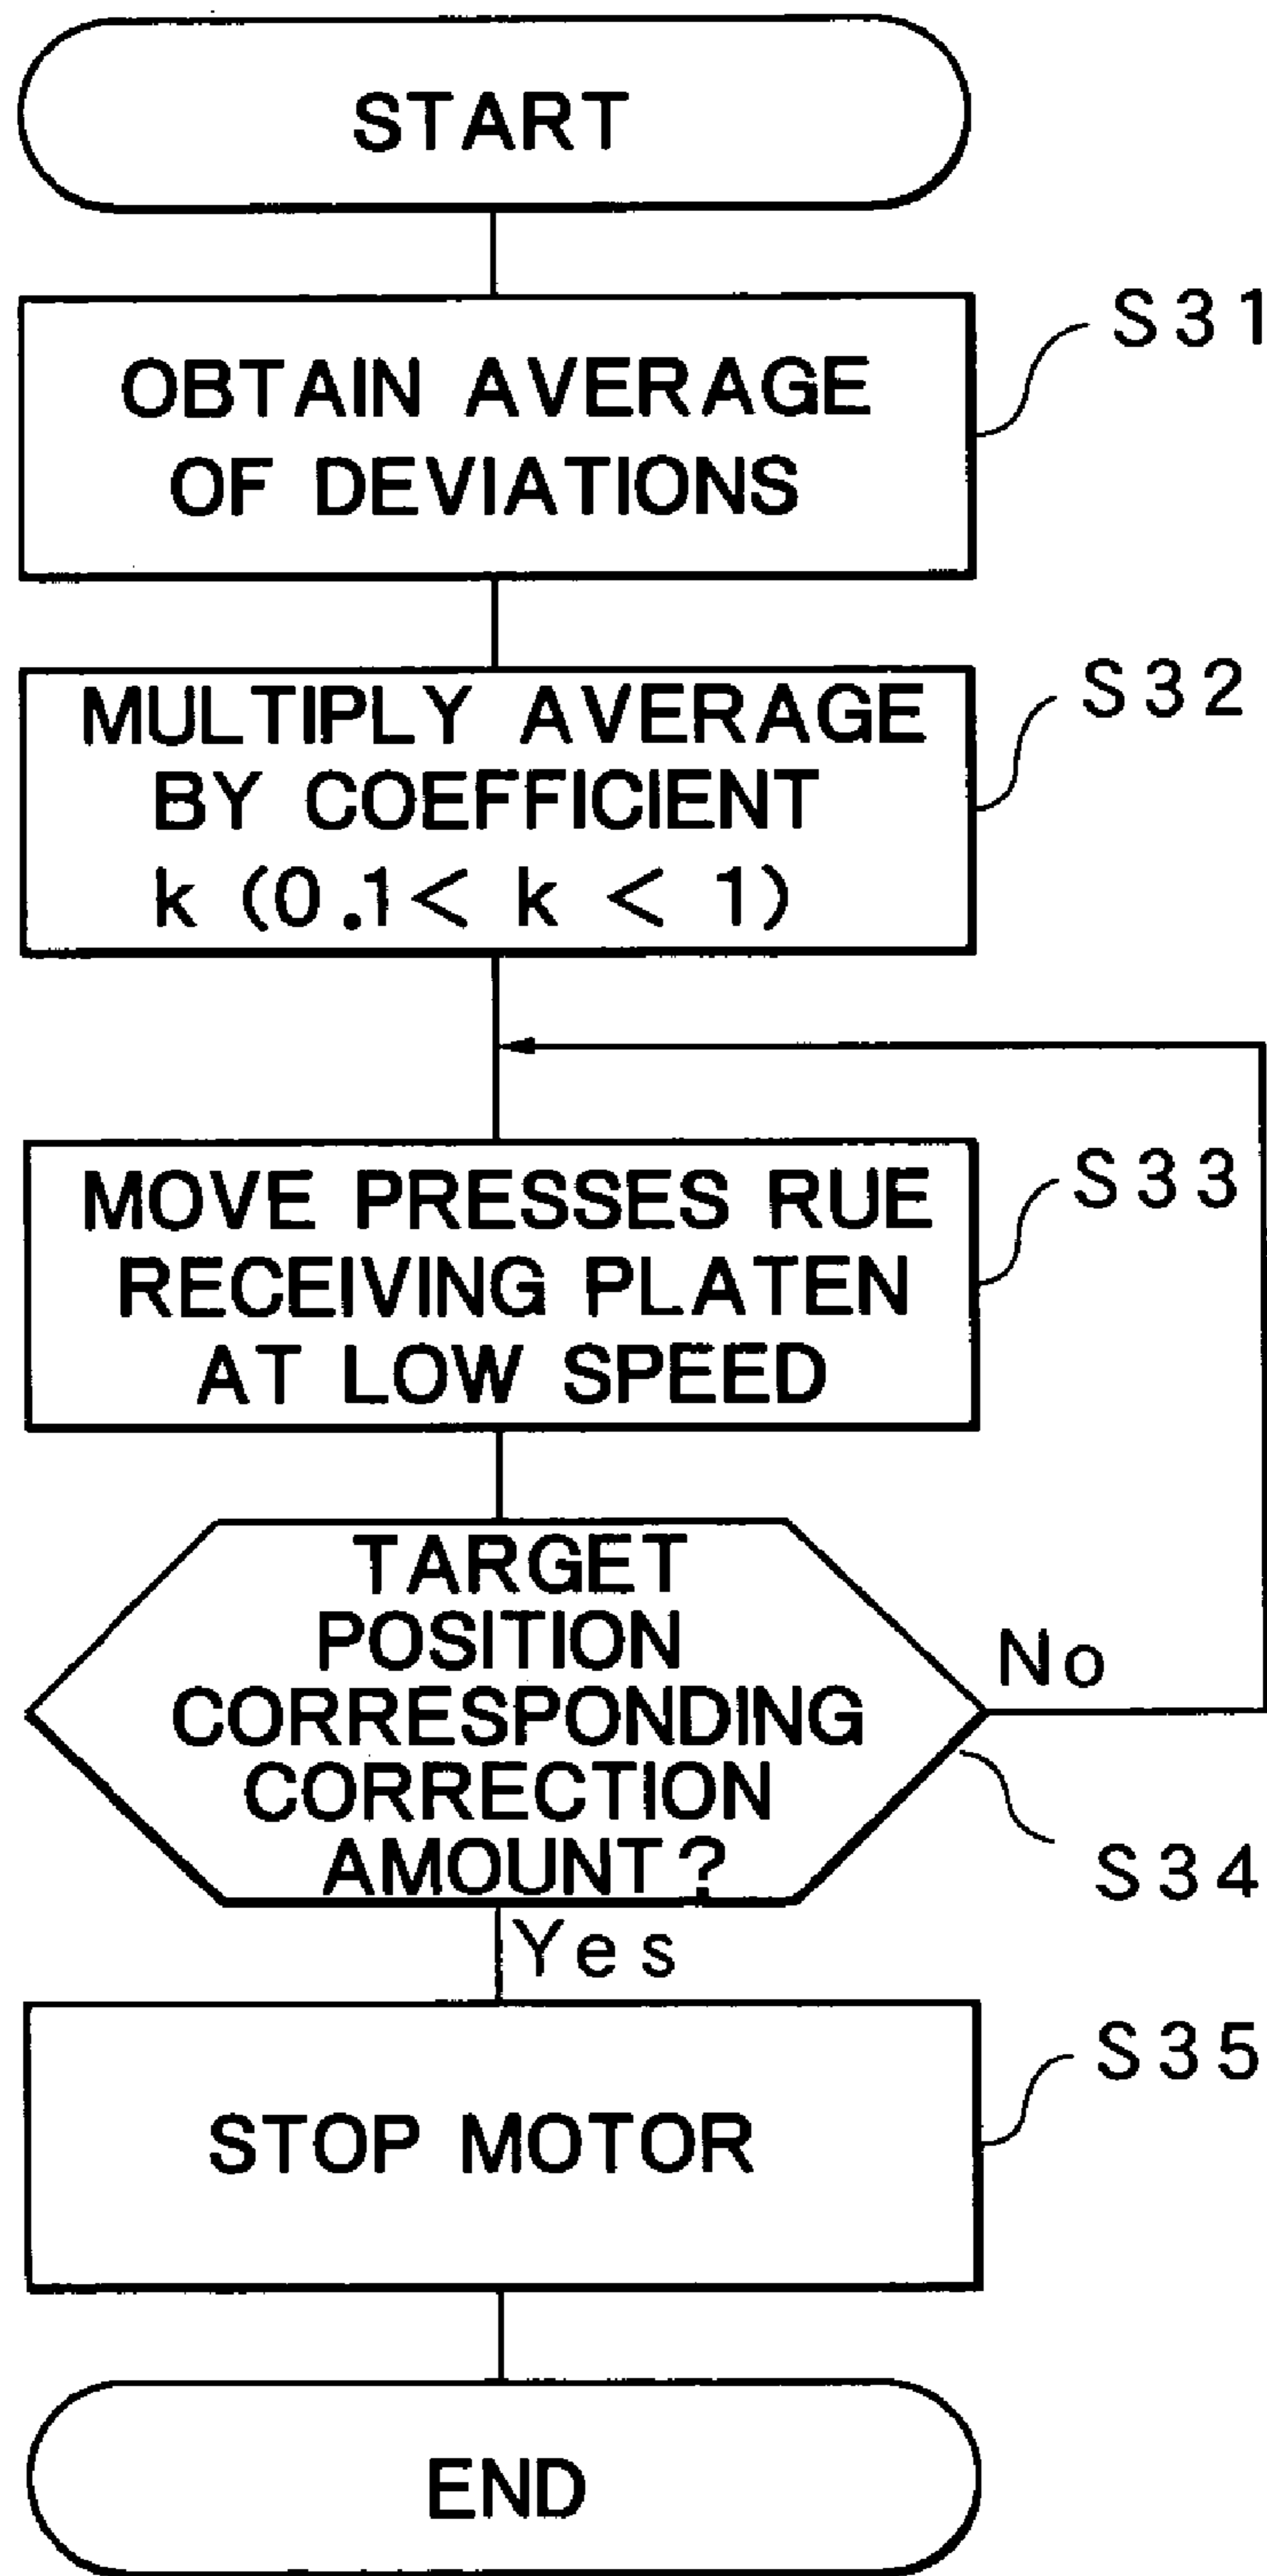 START
S31
OBTAIN AVERAGE
OF DEVIATIONS
S32
MULTIPLY AVERAGE
BY COEFFICIENT
k (0.1< k < 1)
S33
MOVE PRESSES RUE
RECEIVING PLATEN
AT LOW SPEED
TARGET
POSITION
CORRESPONDING
CORRECTION
AMOUNT?
No
S34
Yes
S35
STOP MOTOR
END